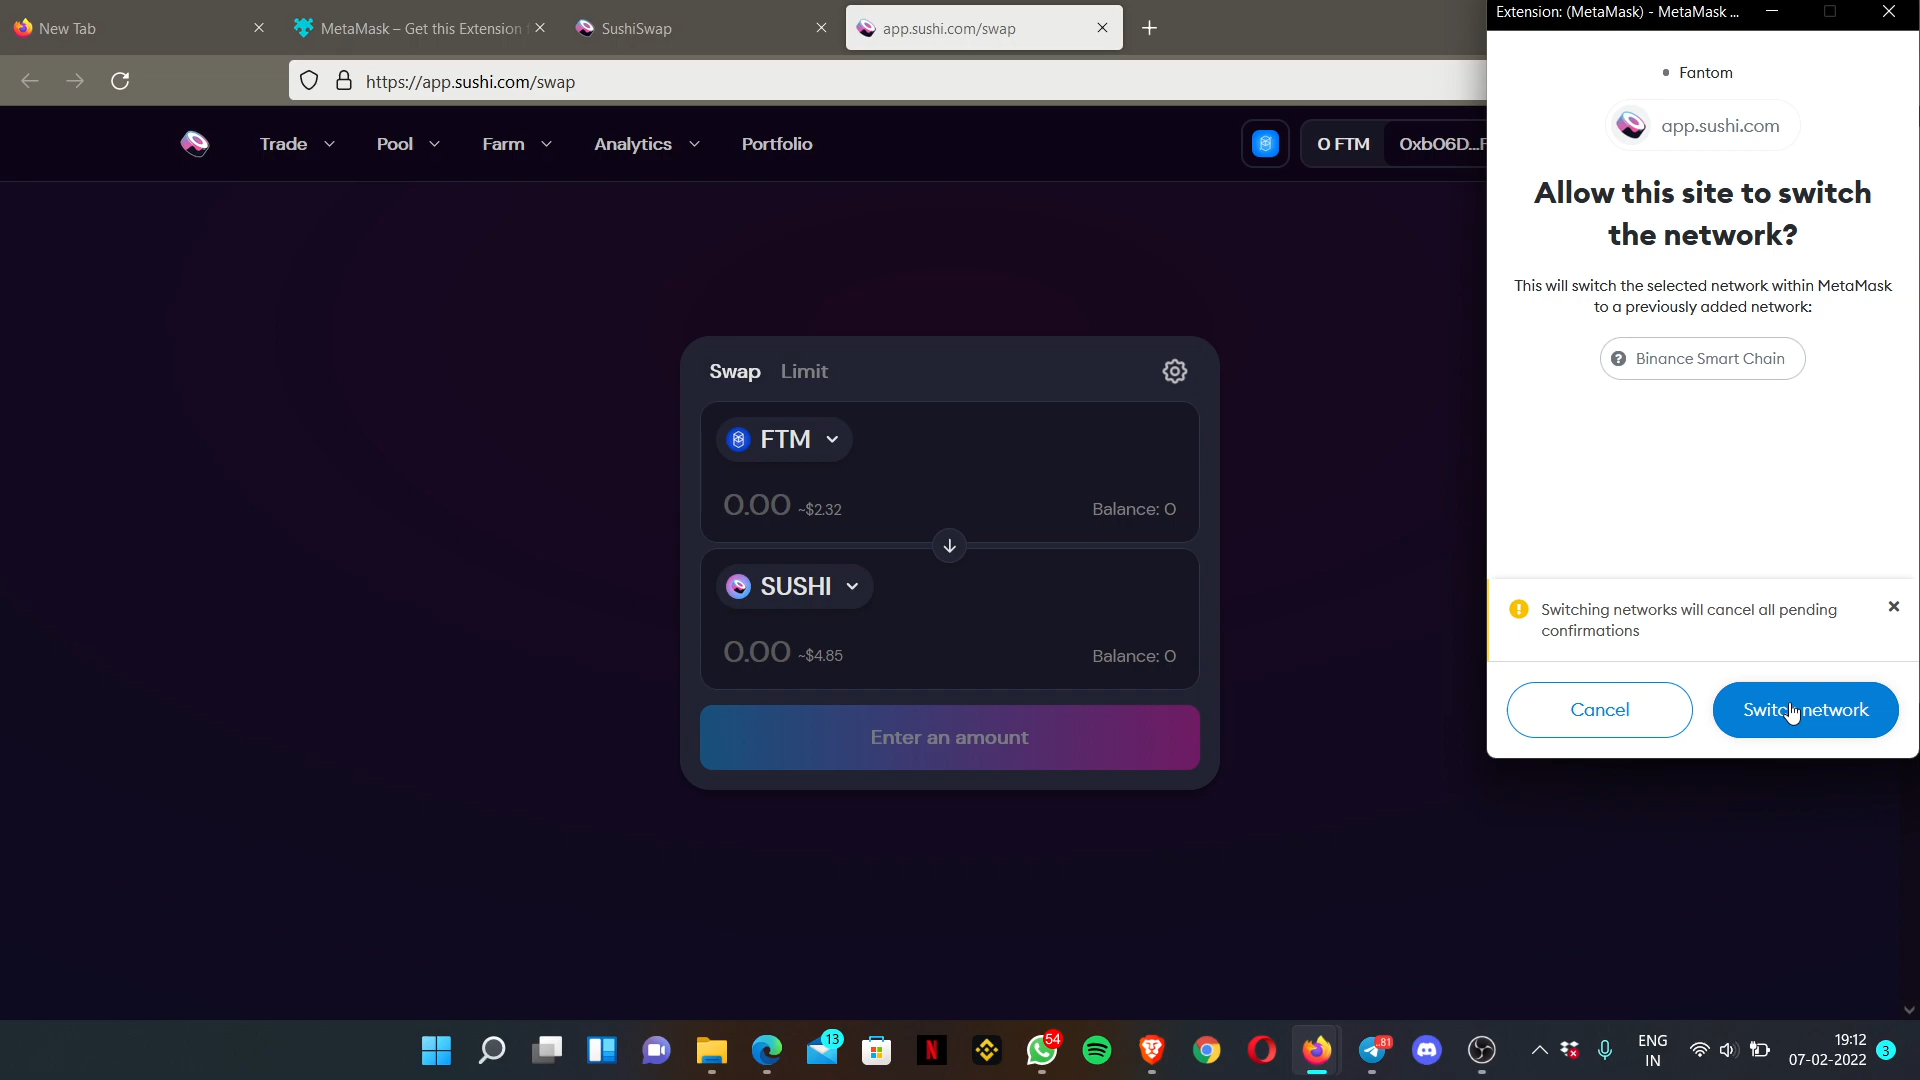 New Tab
MetaMask – Get this Extension
SushiSwap
app.sushi.com/swap
https://app.sushi.com/swap
Trade
Pool
Farm
Analytics
Portfolio
0 FTM
0xb06D...F
Swap
Limit
FTM
0.00 ~$2.32
Balance: 0
SUSHI
0.00 ~$4.85
Balance: 0
Enter an amount
Extension: (MetaMask) - MetaMask ...
Fantom
app.sushi.com
Allow this site to switch
the network?
This will switch the selected network within MetaMask
to a previously added network:
Binance Smart Chain
Switching networks will cancel all pending
confirmations
Cancel
Switch network
13
54
81
ENG
IN
19:12
07-02-2022
3